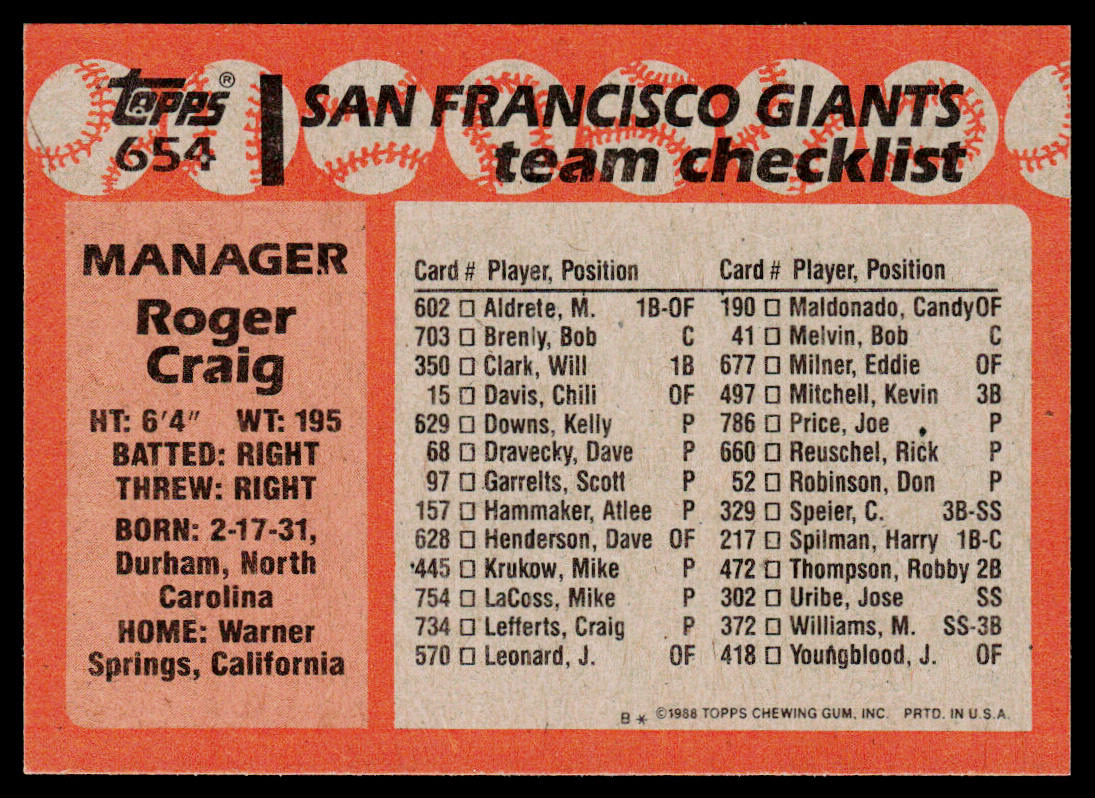 Topps®
654
SAN FRANCISCO GIANTS
team checklist
MANAGER
Roger
Craig
HT: 6'4" WT: 195
BATTED: RIGHT
THREW: RIGHT
BORN: 2-17-31,
Durham, North
Carolina
HOME: Warner
Springs, California
Card # Player, Position
602 □ Aldrete, M. 1B-OF
703 □ Brenly, Bob C
350 □ Clark, Will 1B
15 □ Davis, Chili OF
629 □ Downs, Kelly P
68 □ Dravecky, Dave P
97 □ Garrelts, Scott P
157 □ Hammaker, Atlee P
628 □ Henderson, Dave OF
445 □ Krukow, Mike P
754 □ LaCoss, Mike P
734 □ Lefferts, Craig P
570 □ Leonard, J. OF
Card # Player, Position
190 □ Maldonado, Candy OF
41 □ Melvin, Bob C
677 □ Milner, Eddie OF
497 □ Mitchell, Kevin 3B
786 □ Price, Joe P
660 □ Reuschel, Rick P
52 □ Robinson, Don P
329 □ Speier, C. 3B-SS
217 □ Spilman, Harry 1B-C
472 □ Thompson, Robby 2B
302 □ Uribe, Jose SS
372 □ Williams, M. SS-3B
418 □ Youngblood, J. OF
B* ©1988 TOPPS CHEWING GUM, INC. PRTD. IN U.S.A.